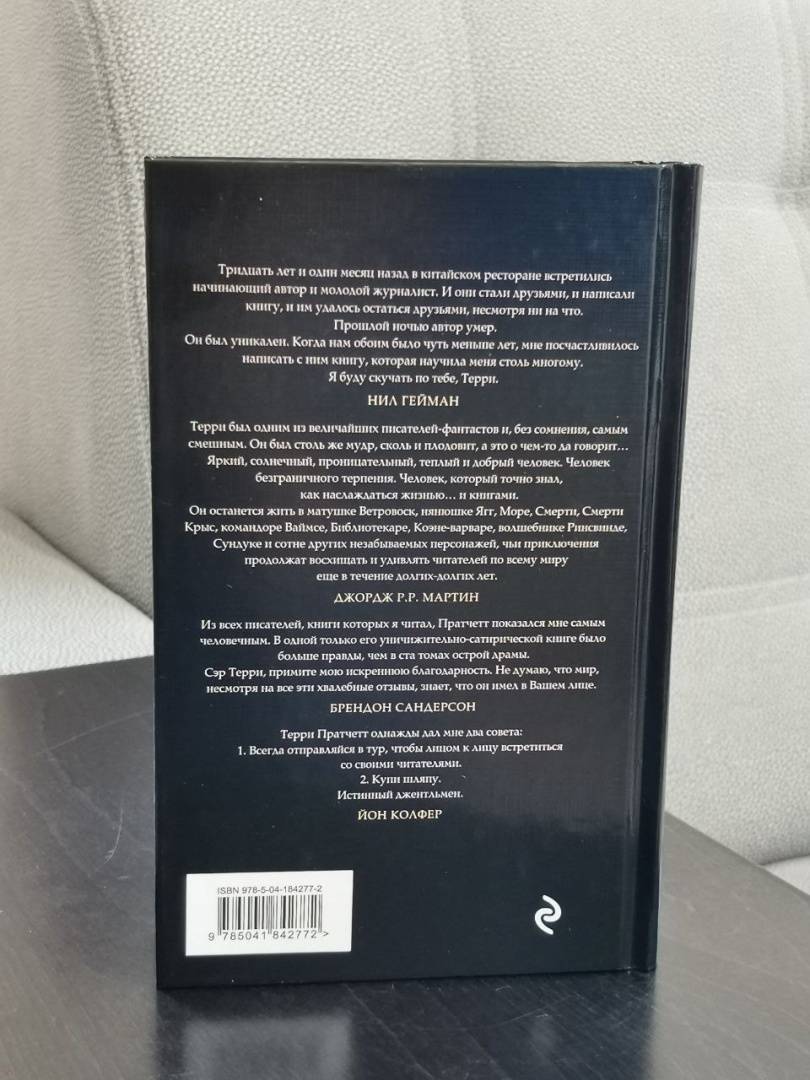 Тридцать лет и один месяц назад в китайском ресторане встретились
начинающий автор и молодой журналист. И они стали друзьями, и написали
книгу, и им удалось остаться друзьями, несмотря ни на что.
Прошлой ночью автор умер.
Он был уникален. Когда нам обоим было чуть меньше лет, мне посчастливилось
написать с ним книгу, которая научила меня столь многому.
Я буду скучать по тебе, Терри.
НИЛ ГЕЙМАН
Терри был одним из величайших писателей-фантастов и, без сомнения, самым
смешным. Он был столь же мудр, сколь и плодовит, а это о чем-то да говорит...
Яркий, солнечный, проницательный, теплый и добрый человек. Человек
безграничного терпения. Человек, который точно знал,
как наслаждаться жизнью... и книгами.
Он останется жить в матушке Ветровоск, нянюшке Ягг, Море, Смерти, Смерти
Крыс, командоре Ваймсе, Библиотекаре, Коэне-варваре, волшебнике Ринсвинде,
Сундуке и сотне других незабываемых персонажей, чьи приключения
продолжат восхищать и удивлять читателей по всему миру
еще в течение долгих-долгих лет.
ДЖОРДЖ Р.Р. МАРТИН
Из всех писателей, книги которых я читал, Пратчетт показался мне самым
человечным. В одной только его уничижительно-сатирической книге было
больше правды, чем в ста томах острой драмы.
Сэр Терри, примите мою искреннюю благодарность. Не думаю, что мир,
несмотря на все эти хвалебные отзывы, знает, что он имел в Вашем лице.
БРЕНДОН САНДЕРСОН
Терри Пратчетт однажды дал мне два совета:
1. Всегда отправляйся в тур, чтобы лицом к лицу встретиться
со своими читателями.
2. Купи шляпу.
Истинный джентльмен.
ЙОН КОЛФЕР
ISBN 978-5-04-184277-2
9 785041 842772 >